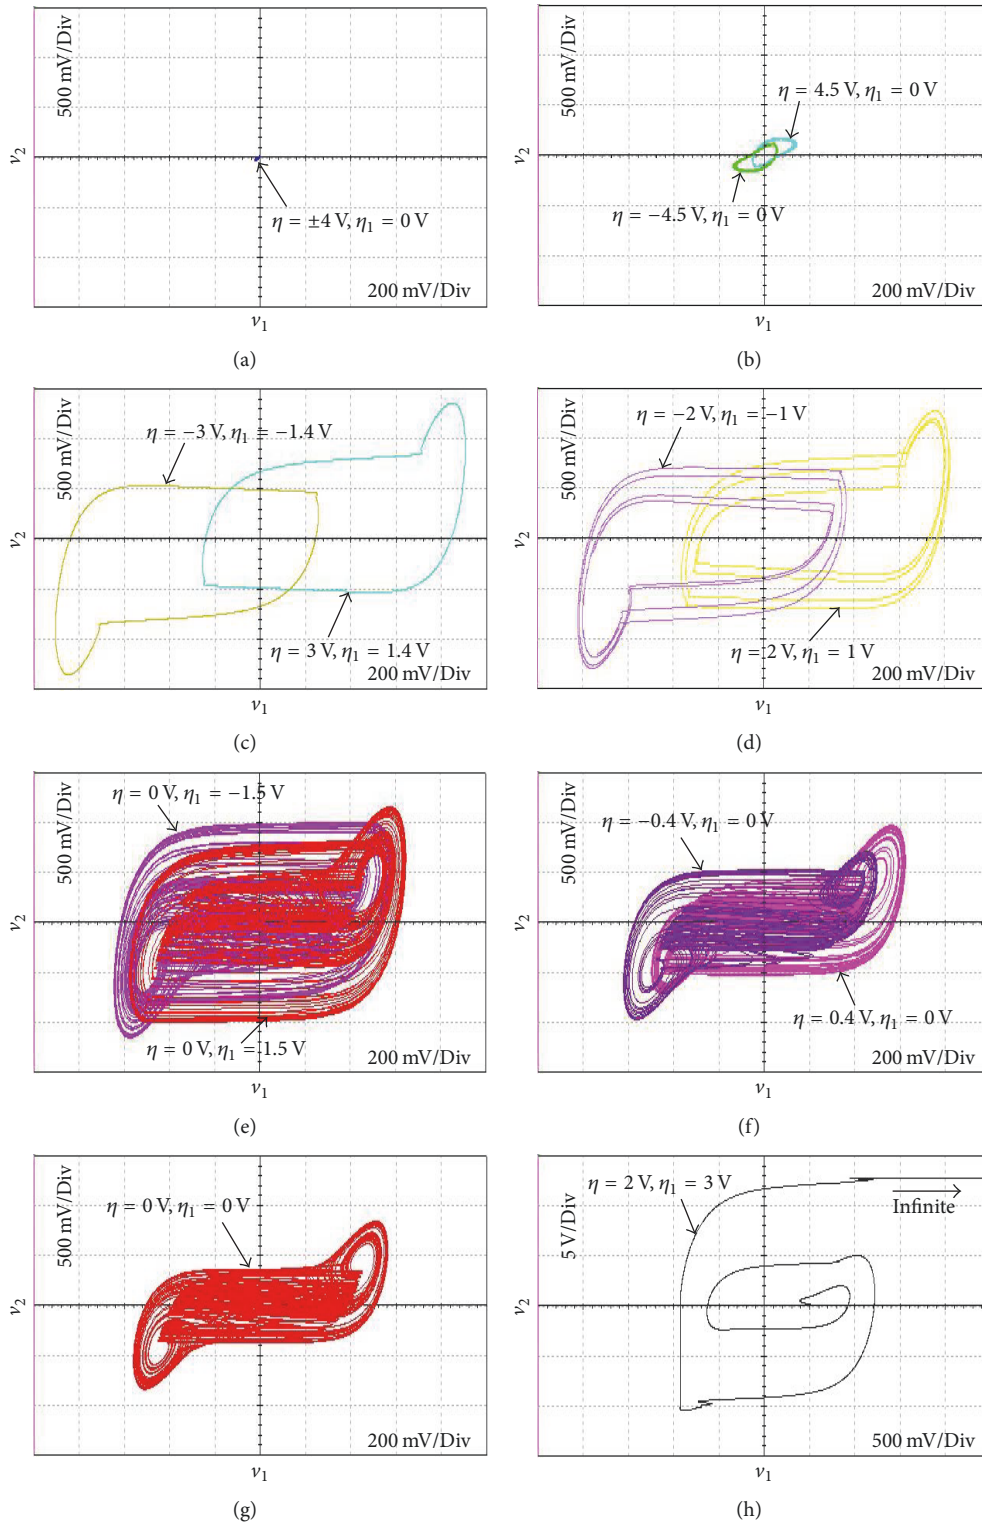 500 mV/Div
v2
η = ±4 V, η1 = 0 V
200 mV/Div
v1
(a)
500 mV/Div
v2
η = 4.5 V, η1 = 0 V
η = −4.5 V, η1 = 0 V
200 mV/Div
v1
(b)
500 mV/Div
v2
η = −3 V, η1 = −1.4 V
η = 3 V, η1 = 1.4 V
200 mV/Div
v1
(c)
500 mV/Div
v2
η = −2 V, η1 = −1 V
η = 2 V, η1 = 1 V
200 mV/Div
v1
(d)
500 mV/Div
v2
η = 0 V, η1 = −1.5 V
η = 0 V, η1 = 1.5 V
200 mV/Div
v1
(e)
500 mV/Div
v2
η = −0.4 V, η1 = 0 V
η = 0.4 V, η1 = 0 V
200 mV/Div
v1
(f)
500 mV/Div
v2
η = 0 V, η1 = 0 V
200 mV/Div
v1
(g)
5 V/Div
v2
η = 2 V, η1 = 3 V
Infinite
500 mV/Div
v1
(h)